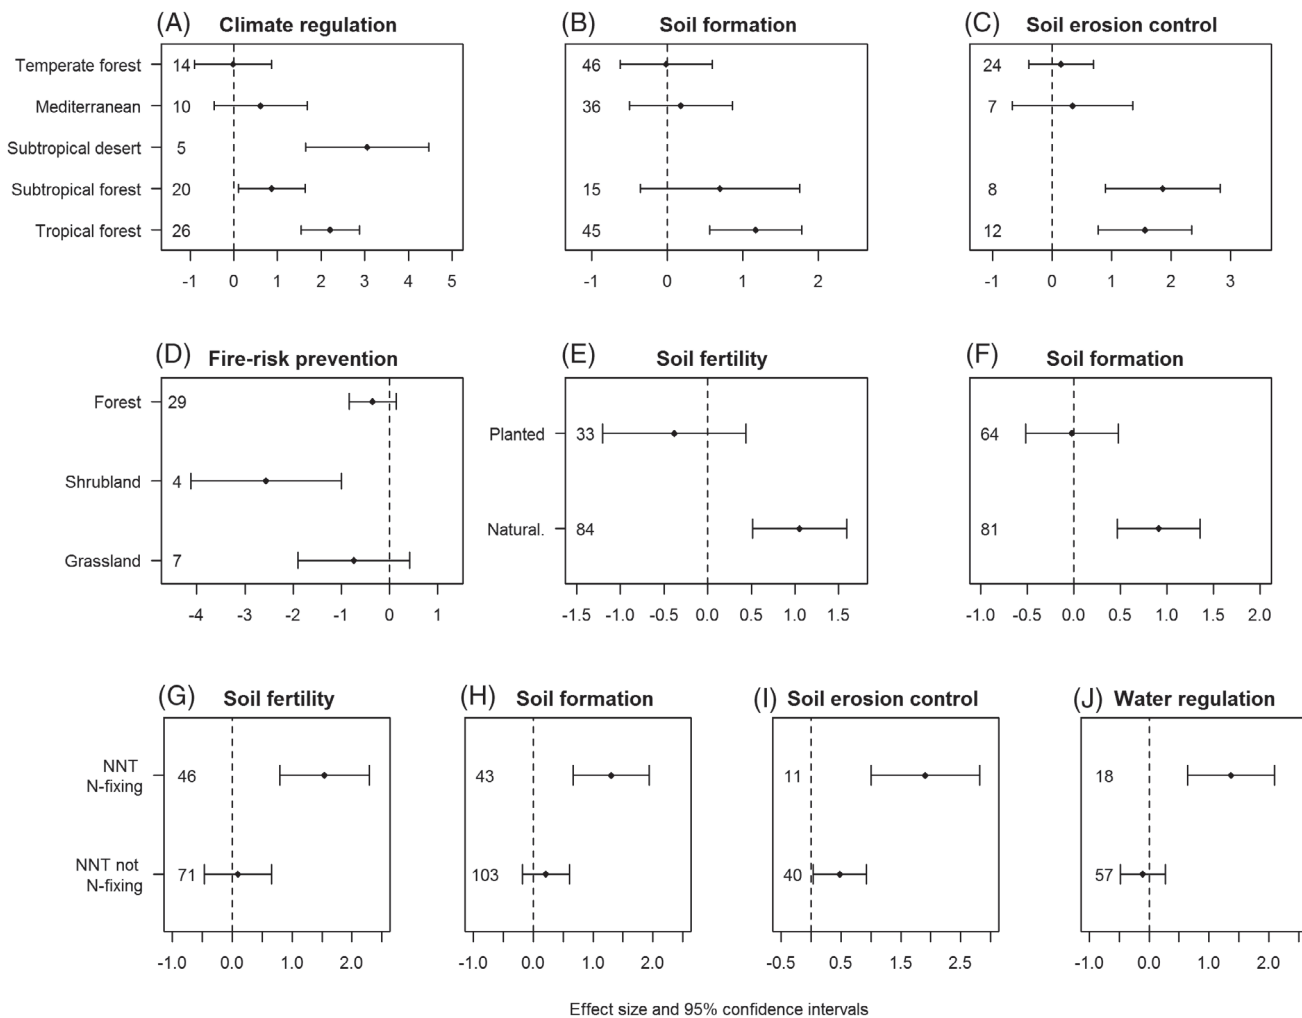 (A) Climate regulation
(B) Soil formation
(C) Soil erosion control
Temperate forest 14 46 24
Mediterranean 10 36 7
Subtropical desert 5
Subtropical forest 20 15 8
Tropical forest 26 45 12
-1 0 1 2 3 4 5
-1 0 1 2
-1 0 1 2 3
(D) Fire-risk prevention
Forest 29
Shrubland 4
Grassland 7
-4 -3 -2 -1 0 1
(E) Soil fertility
Planted 33
Natural. 84
-1.5 -0.5 0.0 0.5 1.0 1.5
(F) Soil formation
64
81
-1.0 -0.5 0.0 0.5 1.0 1.5 2.0
(G) Soil fertility
(H) Soil formation
(I) Soil erosion control
(J) Water regulation
NNT
N-fixing
46 43 11 18
NNT not
N-fixing
71 103 40 57
-1.0 0.0 1.0 2.0
-1.0 0.0 1.0 2.0
-0.5 0.5 1.5 2.5
-1.0 0.0 1.0 2.0
Effect size and 95% confidence intervals